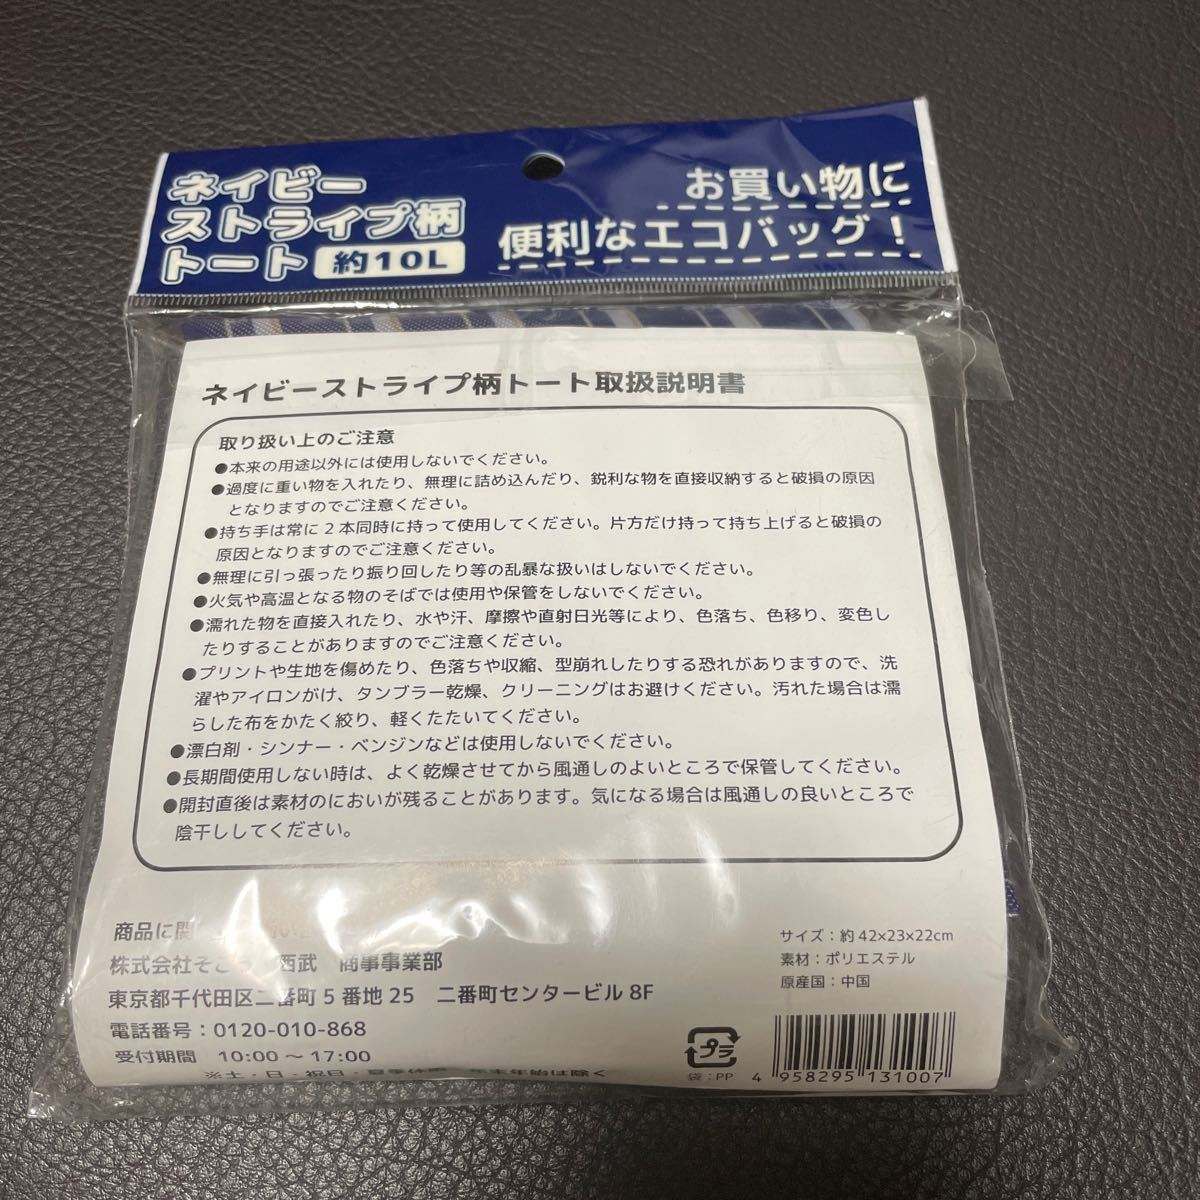 ネイビー
ストライプ柄
トート 約10L
お買い物に
便利なエコバッグ!
ネイビーストライプ柄トート取扱説明書
取り扱い上のご注意
●本来の用途以外には使用しないでください。
●過度に重い物を入れたり、無理に詰め込んだり、鋭利な物を直接収納すると破損の原因
となりますのでご注意ください。
●持ち手は常に2本同時に持って使用してください。片方だけ持って持ち上げると破損の
原因となりますのでご注意ください。
●無理に引っ張ったり振り回したり等の乱暴な扱いはしないでください。
●火気や高温となる物のそばでは使用や保管をしないでください。
●濡れた物を直接入れたり、水や汗、摩擦や直射日光等により、色落ち、色移り、変色し
たりすることがありますのでご注意ください。
●プリントや生地を傷めたり、色落ちや収縮、型崩れしたりする恐れがありますので、洗
濯やアイロンがけ、タンブラー乾燥、クリーニングはお避けください。汚れた場合は濡
らした布をかたく絞り、軽くたたいてください。
●漂白剤・シンナー・ベンジンなどは使用しないでください。
●長期間使用しない時は、よく乾燥させてから風通しのよいところで保管してください。
●開封直後は素材のにおいが残ることがあります。気になる場合は風通しの良いところで
陰干ししてください。
商品に関
株式会社そごう 西武 商事事業部
東京都千代田区二番町5番地25 二番町センタービル8F
電話番号:0120-010-868
受付期間 10:00~17:00
※土・日・祝日・夏季休暇・年末年始は除く
サイズ:約42×23×22cm
素材:ポリエステル
原産国:中国
プラ
袋:PP
4 958295 131007